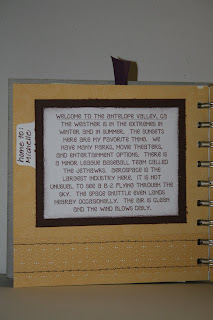 WELCOME TO THE ANTELOPE VALLEY, CA
THE WEATHER IS IN THE EXTREMES IN
WINTER AND IN SUMMER. THE SUNSETS
HERE ARE MY FAVORITE THING. WE
HAVE MANY PARKS, MOVIE THEATERS,
AND ENTERTAINMENT OPTIONS. THERE IS
A MINOR LEAGUE BASEBALL TEAM CALLED
THE JETHAWKS. AEROSPACE IS THE
LARGEST INDUSTRY HERE. IT IS NOT
UNUSUAL TO SEE A B-2 FLYING THROUGH THE
SKY. THE SPACE SHUTTLE EVEN LANDS
NEARBY OCCASIONALLY. THE AIR IS CLEAN
AND THE WIND BLOWS DAILY.
home to:
Michelle